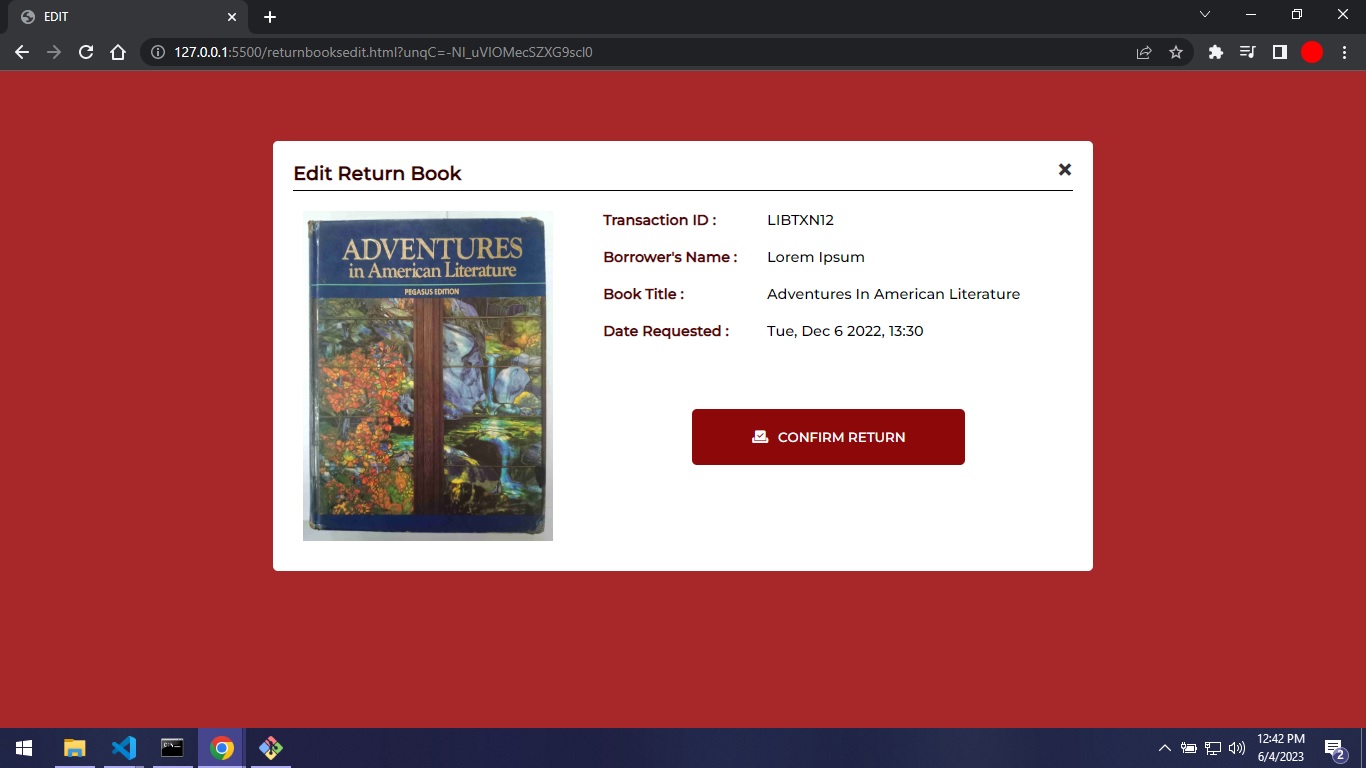 EDIT
127.0.0.1:5500/returnbooksedit.html?unqC=-NI_uVIOMecSZXG9scl0
Edit Return Book
ADVENTURES
in American Literature
PEGASUS EDITION
Transaction ID : LIBTXN12
Borrower's Name : Lorem Ipsum
Book Title : Adventures In American Literature
Date Requested : Tue, Dec 6 2022, 13:30
CONFIRM RETURN
12:42 PM
6/4/2023
2